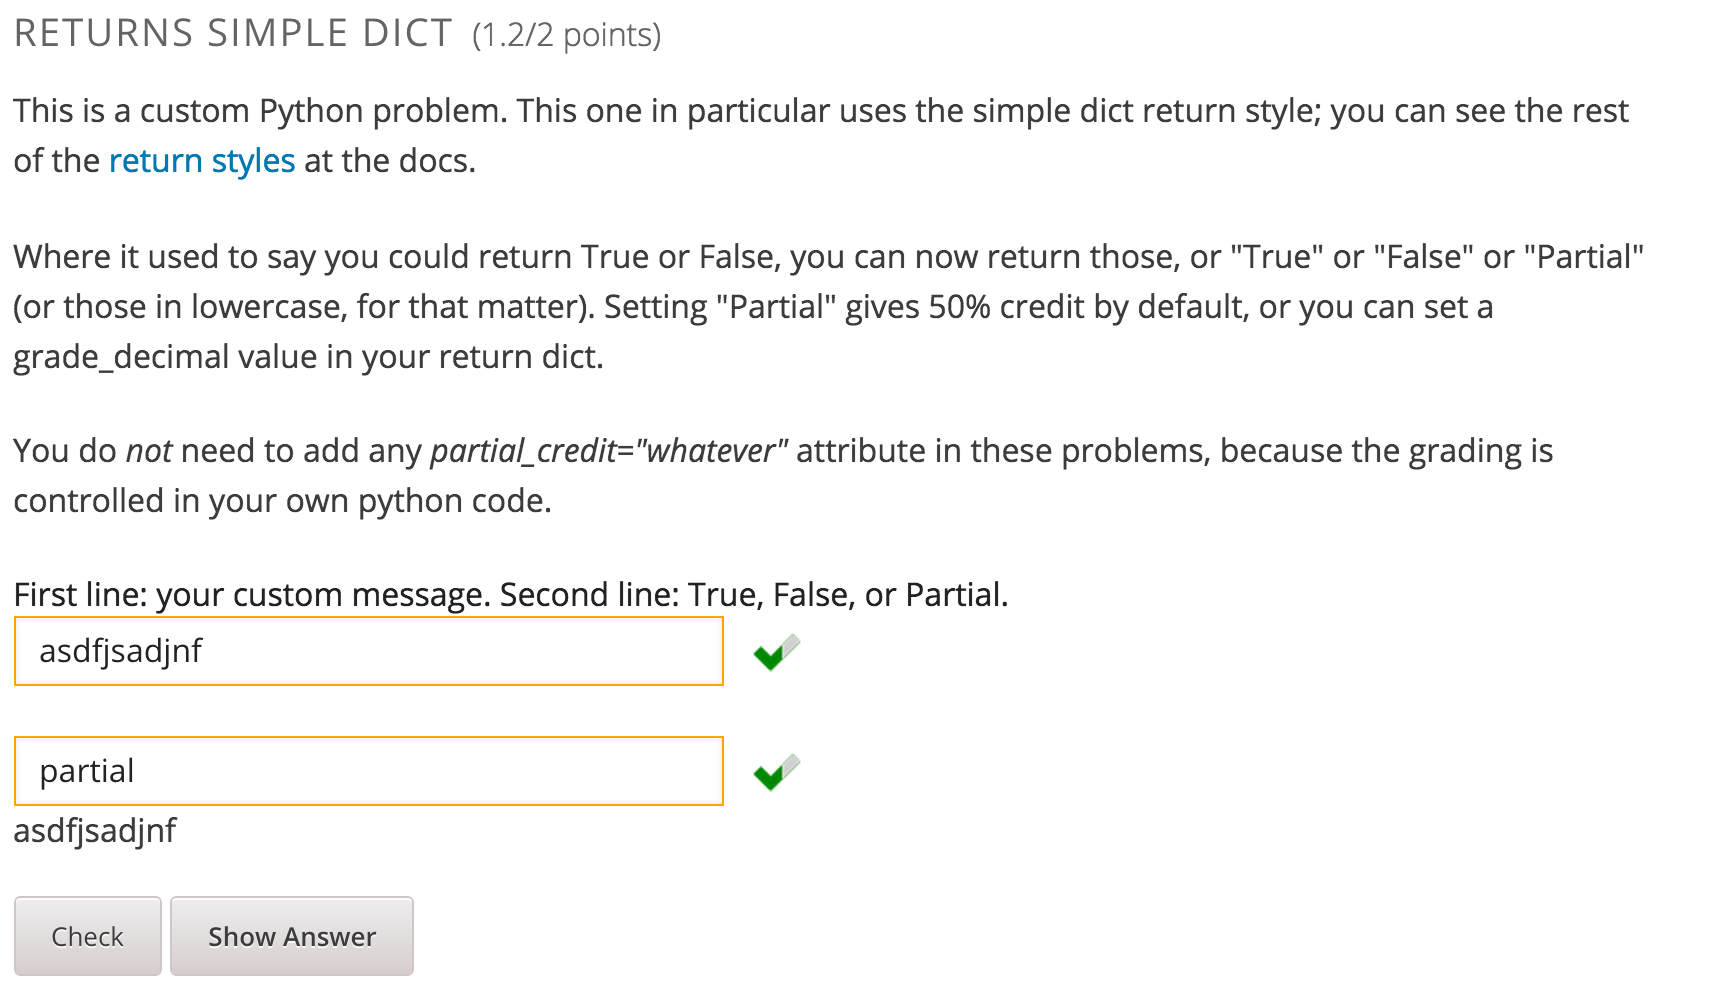 RETURNS SIMPLE DICT (1.2/2 points)
This is a custom Python problem. This one in particular uses the simple dict return style; you can see the rest
of the return styles at the docs.
Where it used to say you could return True or False, you can now return those, or "True" or "False" or "Partial"
(or those in lowercase, for that matter). Setting "Partial" gives 50% credit by default, or you can set a
grade_decimal value in your return dict.
You do not need to add any partial_credit="whatever" attribute in these problems, because the grading is
controlled in your own python code.
First line: your custom message. Second line: True, False, or Partial.
asdfjsadjnf
partial
asdfjsadjnf
Check Show Answer